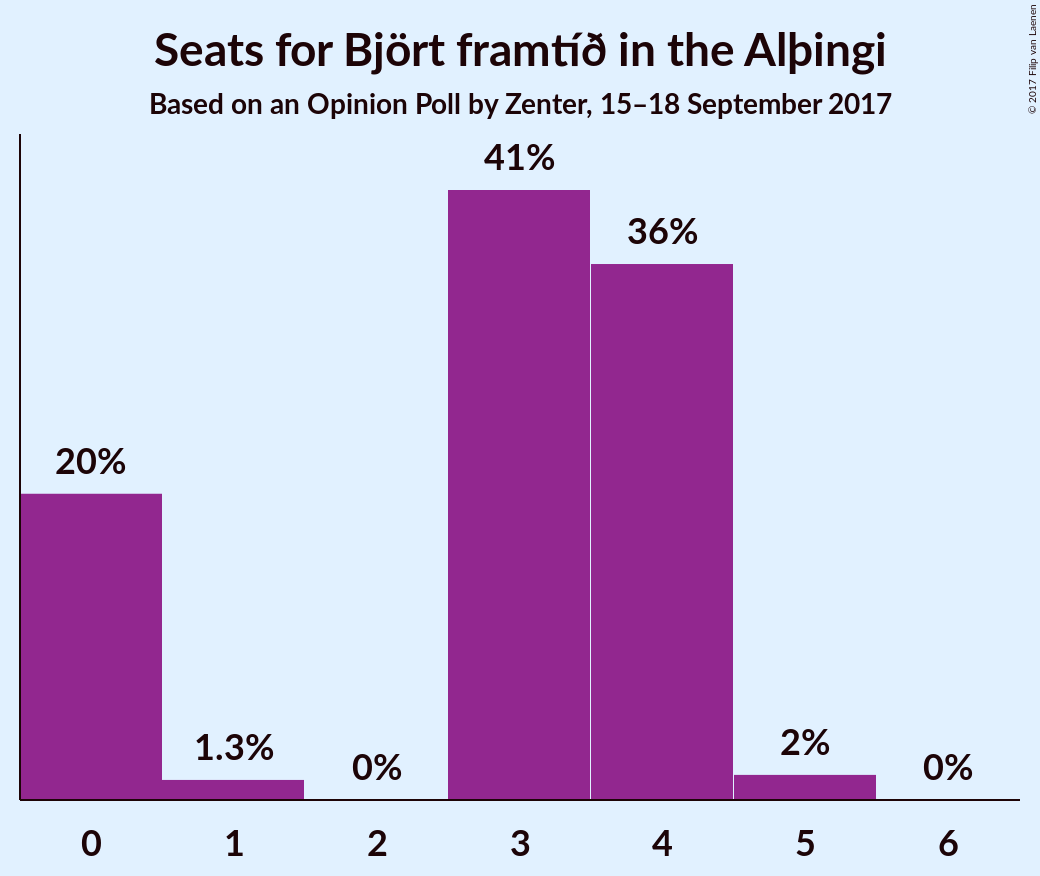 Seats for Björt framtíð in the Alþingi
Based on an Opinion Poll by Zenter, 15–18 September 2017
© 2017 Filip van Laenen
41%
36%
20%
1.3%
0%
2%
0%
0 1 2 3 4 5 6